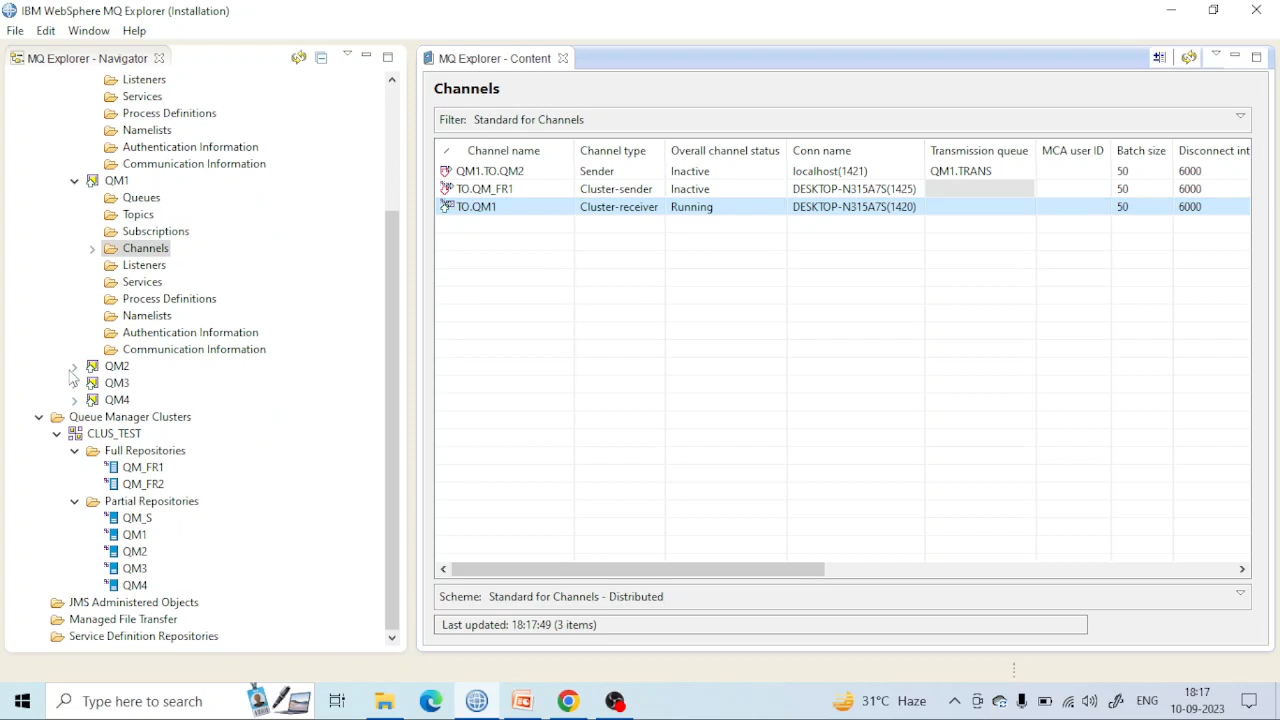 IBM WebSphere MQ Explorer (Installation)
File Edit Window Help
MQ Explorer - Navigator
Listeners
Services
Process Definitions
Namelists
Authentication Information
Communication Information
QM1
Queues
Topics
Subscriptions
Channels
Listeners
Services
Process Definitions
Namelists
Authentication Information
Communication Information
QM2
QM3
QM4
Queue Manager Clusters
CLUS_TEST
Full Repositories
QM_FR1
QM_FR2
Partial Repositories
QM_S
QM1
QM2
QM3
QM4
JMS Administered Objects
Managed File Transfer
Service Definition Repositories
MQ Explorer - Content
Channels
Filter: Standard for Channels
Channel name Channel type Overall channel status Conn name Transmission queue MCA user ID Batch size Disconnect int
QM1.TO.QM2 Sender Inactive localhost(1421) QM1.TRANS 50 6000
TO.QM_FR1 Cluster-sender Inactive DESKTOP-N315A7S(1425) 50 6000
TO.QM1 Cluster-receiver Running DESKTOP-N315A7S(1420) 50 6000
Scheme: Standard for Channels - Distributed
Last updated: 18:17:49 (3 items)
Type here to search
31°C Haze
ENG
18:17
10-09-2023